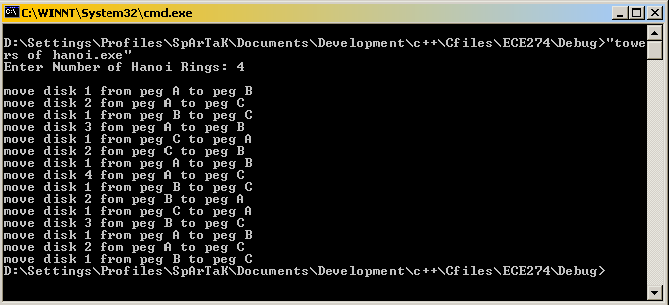 C:\WINNT\System32\cmd.exe
D:\Settings\Profiles\SpArTaK\Documents\Development\c++\Cfiles\ECE274\Debug>"towe
rs of hanoi.exe"
Enter Number of Hanoi Rings: 4
move disk 1 from peg A to peg B
move disk 2 fom peg A to peg C
move disk 1 from peg B to peg C
move disk 3 fom peg A to peg B
move disk 1 from peg C to peg A
move disk 2 fom peg C to peg B
move disk 1 from peg A to peg B
move disk 4 fom peg A to peg C
move disk 1 from peg B to peg C
move disk 2 fom peg B to peg A
move disk 1 from peg C to peg A
move disk 3 fom peg B to peg C
move disk 1 from peg A to peg B
move disk 2 fom peg A to peg C
move disk 1 from peg B to peg C
D:\Settings\Profiles\SpArTaK\Documents\Development\c++\Cfiles\ECE274\Debug>